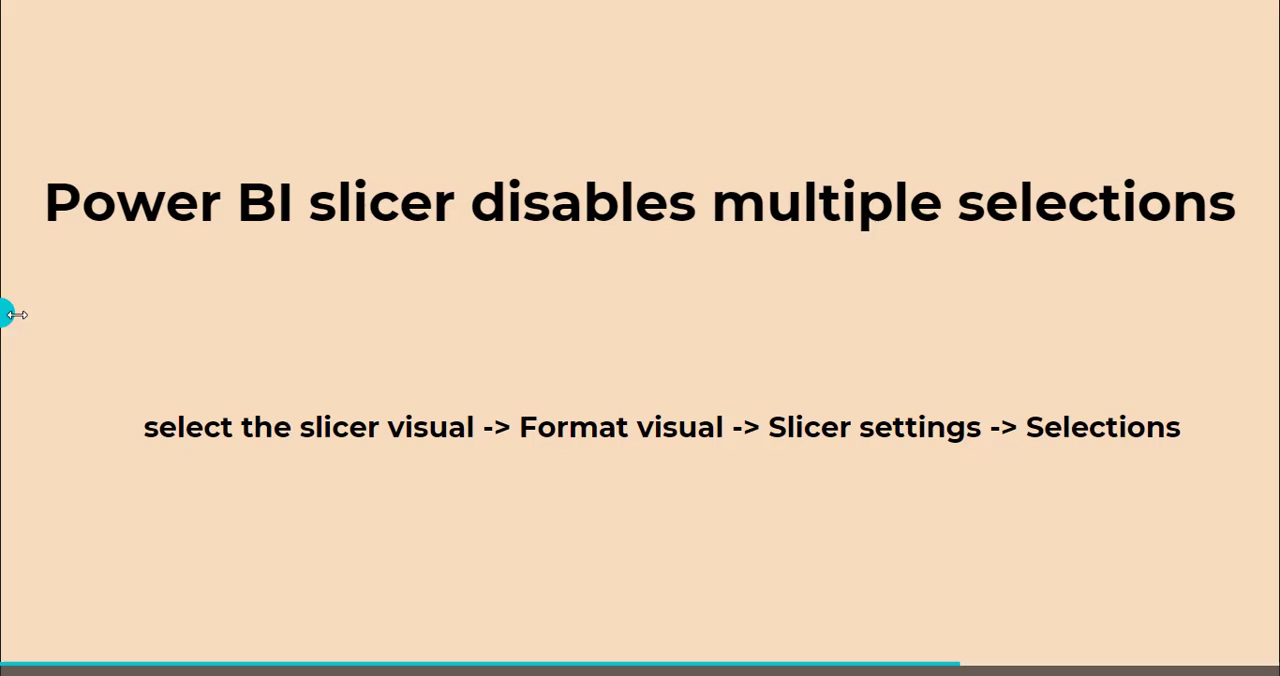 Power BI slicer disables multiple selections
select the slicer visual -> Format visual -> Slicer settings -> Selections